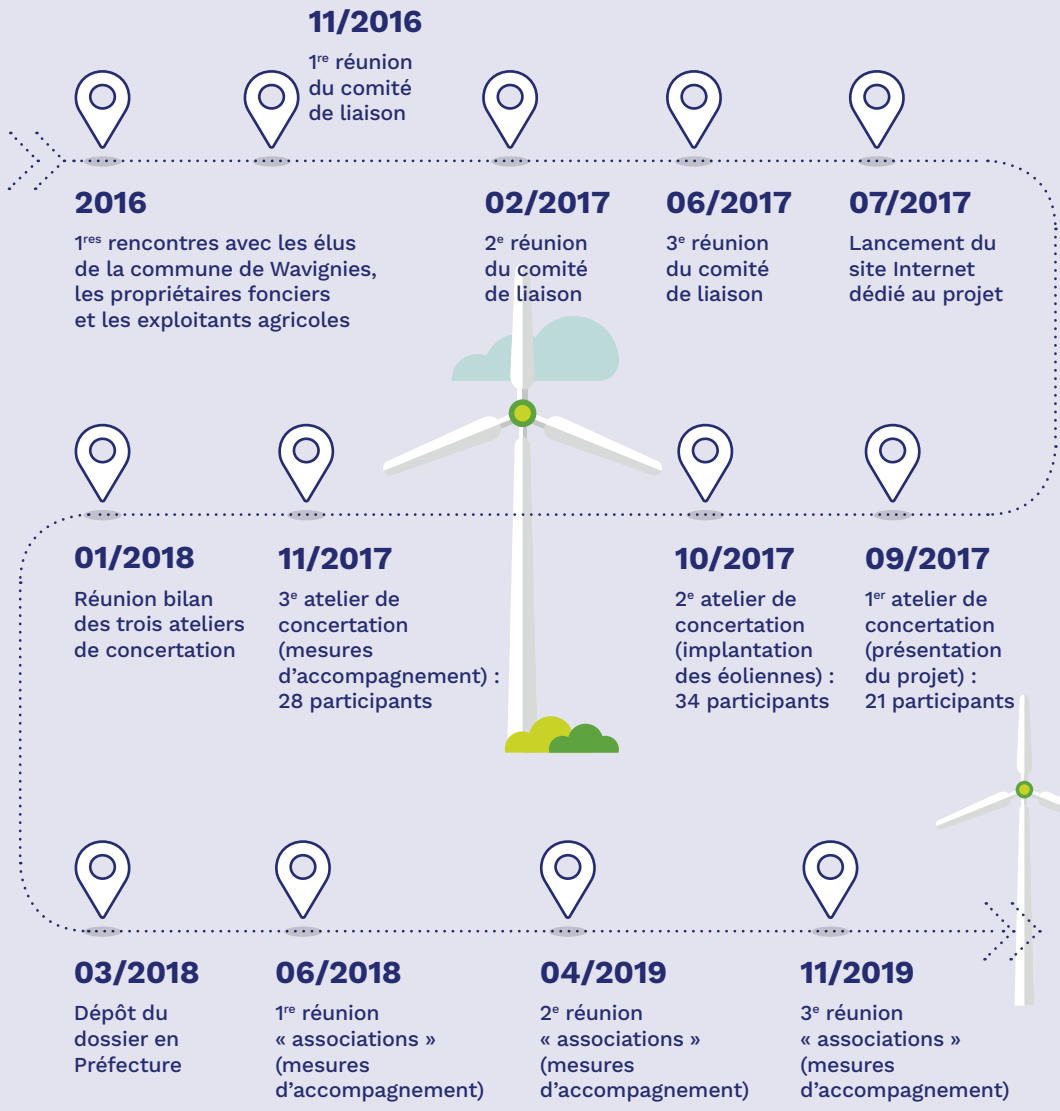 2016
1res rencontres avec les élus
de la commune de Wavignies,
les propriétaires fonciers
et les exploitants agricoles
11/2016
1re réunion
du comité
de liaison
02/2017
2e réunion
du comité
de liaison
06/2017
3e réunion
du comité
de liaison
07/2017
Lancement du
site Internet
dédié au projet
09/2017
1er atelier de
concertation
(présentation
du projet) :
21 participants
10/2017
2e atelier de
concertation
(implantation
des éoliennes) :
34 participants
11/2017
3e atelier de
concertation
(mesures
d’accompagnement) :
28 participants
01/2018
Réunion bilan
des trois ateliers
de concertation
03/2018
Dépôt du
dossier en
Préfecture
06/2018
1re réunion
« associations »
(mesures
d’accompagnement)
04/2019
2e réunion
« associations »
(mesures
d’accompagnement)
11/2019
3e réunion
« associations »
(mesures
d’accompagnement)